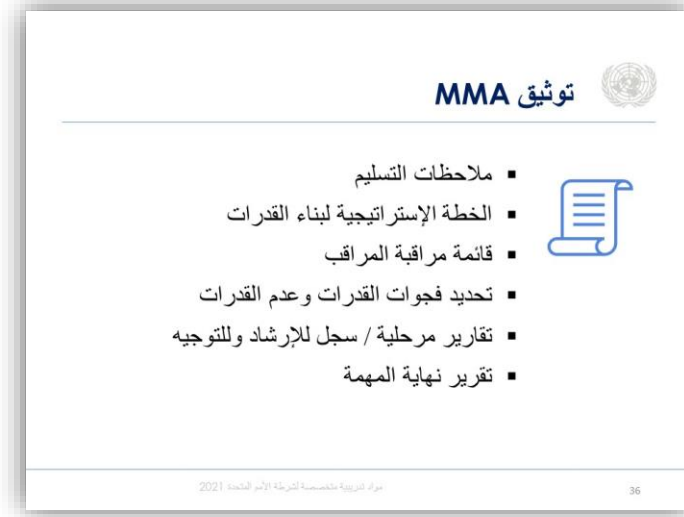 توثيق MMA
▪ ملاحظات التسليم
▪ الخطة الإستراتيجية لبناء القدرات
▪ قائمة مراقبة المراقب
▪ تحديد فجوات القدرات وعدم القدرات
▪ تقارير مرحلية / سجل للإرشاد وللتوجيه
▪ تقرير نهاية المهمة
مواد تدريبية متخصصة لشرطة الأمم المتحدة 2021
36